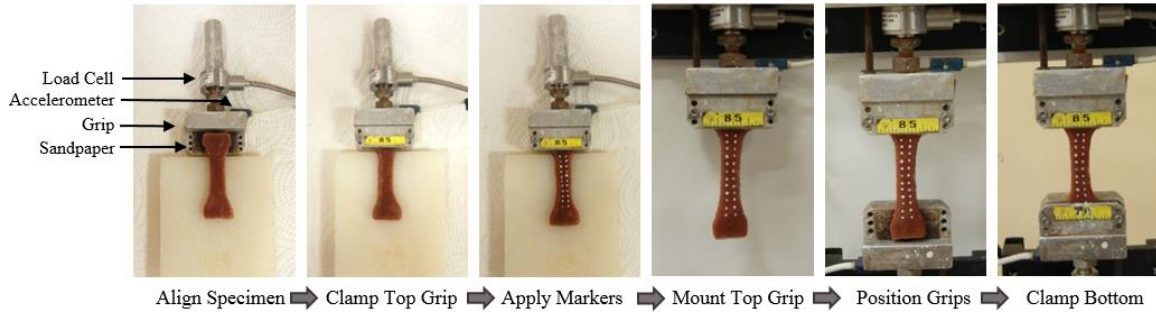 Load Cell
Accelerometer
Grip
Sandpaper
85
85
85
85
85
Align Specimen
Clamp Top Grip
Apply Markers
Mount Top Grip
Position Grips
Clamp Bottom